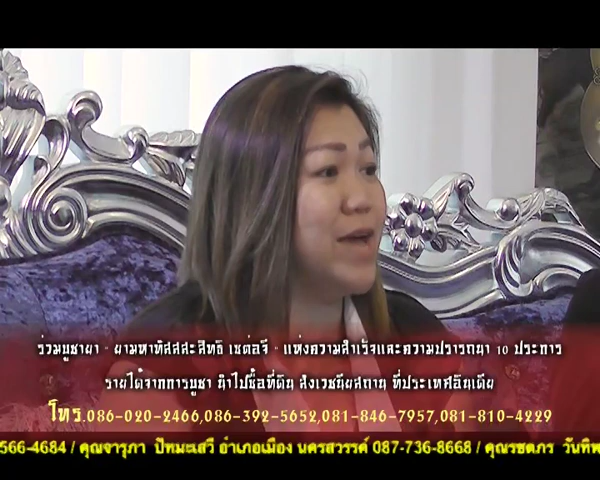 ร่วมบูชายา - ยามหาทัสสสะสิทธิ เชต่อจี - แห่งความสำเร็จและความปรารถนา 10 ประการ
รายได้จากการบูชา นำไปซื้อที่ดิน สังเวชนียสถาน ที่ประเทศอินเดีย
โทร.086-020-2466,086-392-5652,081-846-7957,081-810-4229
566-4684 / คุณจารุภา ปัทมะเสวี อำเภอเมือง นครสวรรค์ 087-736-8668 / คุณรชตภร วันทิพ